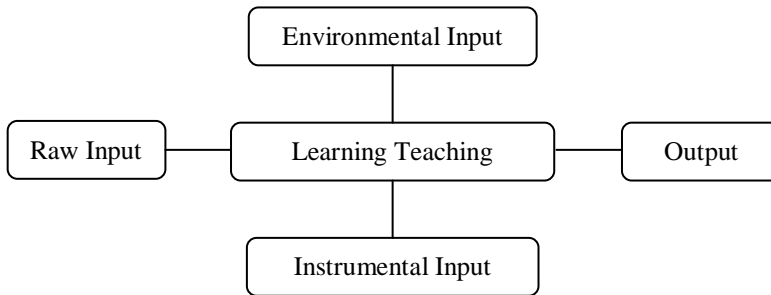 Environmental Input
Raw Input
Learning Teaching
Output
Instrumental Input